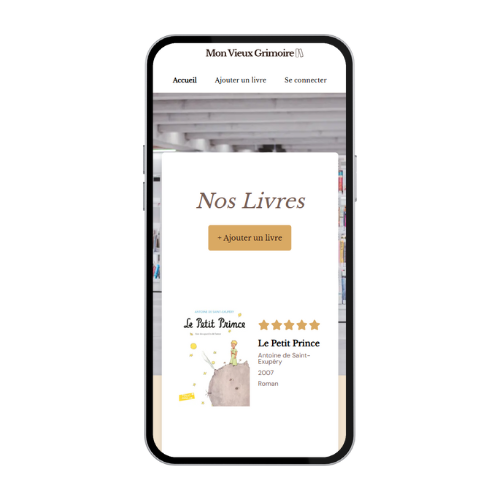 Mon Vieux Grimoire
Accueil Ajouter un livre Se connecter
Nos Livres
+ Ajouter un livre
ANTOINE DE SAINT-EXUPÉRY
Le Petit Prince
Le Petit Prince
Antoine de Saint-
Exupéry
2007
Roman